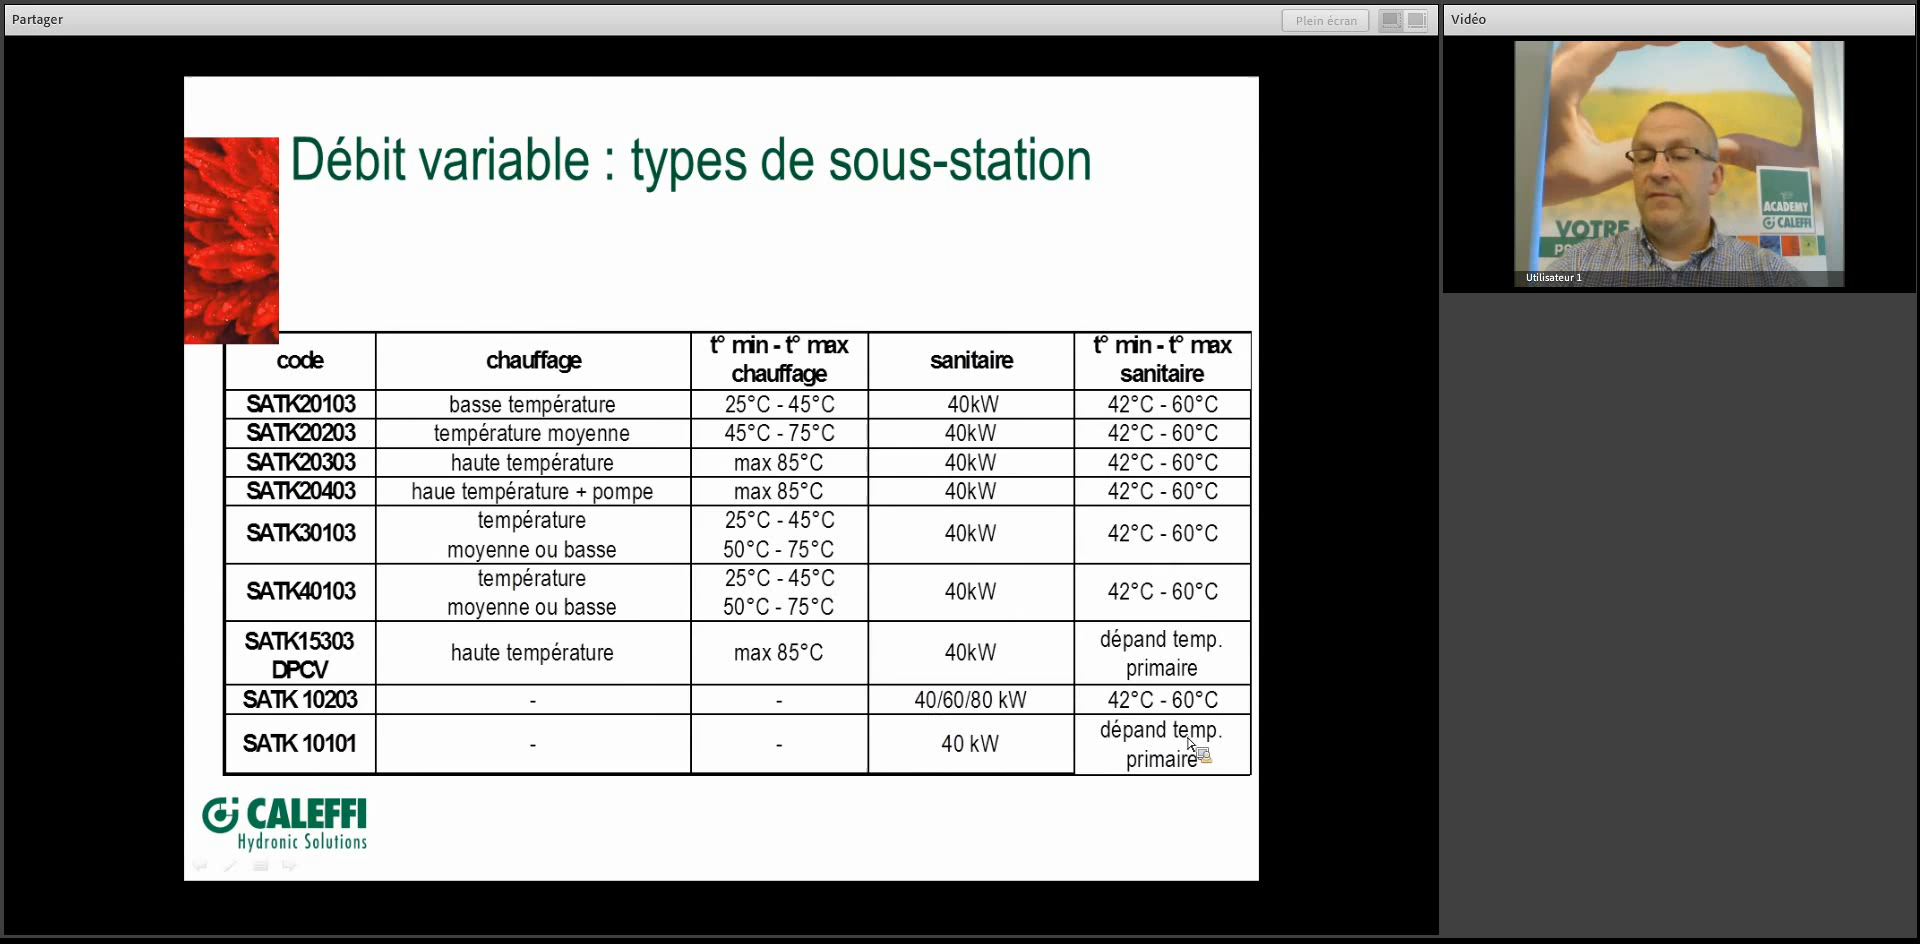 Partager
Plein écran
Vidéo
Débit variable : types de sous-station
code chauffage t° min - t° max chauffage sanitaire t° min - t° max sanitaire
SATK20103 basse température 25°C - 45°C 40kW 42°C - 60°C
SATK20203 température moyenne 45°C - 75°C 40kW 42°C - 60°C
SATK20303 haute température max 85°C 40kW 42°C - 60°C
SATK20403 haue température + pompe max 85°C 40kW 42°C - 60°C
SATK30103 température moyenne ou basse 25°C - 45°C 50°C - 75°C 40kW 42°C - 60°C
SATK40103 température moyenne ou basse 25°C - 45°C 50°C - 75°C 40kW 42°C - 60°C
SATK15303 DPCV haute température max 85°C 40kW dépand temp. primaire
SATK 10203 - - 40/60/80 kW 42°C - 60°C
SATK 10101 - - 40 kW dépand temp. primaire
CALEFFI
Hydronic Solutions
ACADEMY
CALEFFI
VOTRE
Utilisateur 1